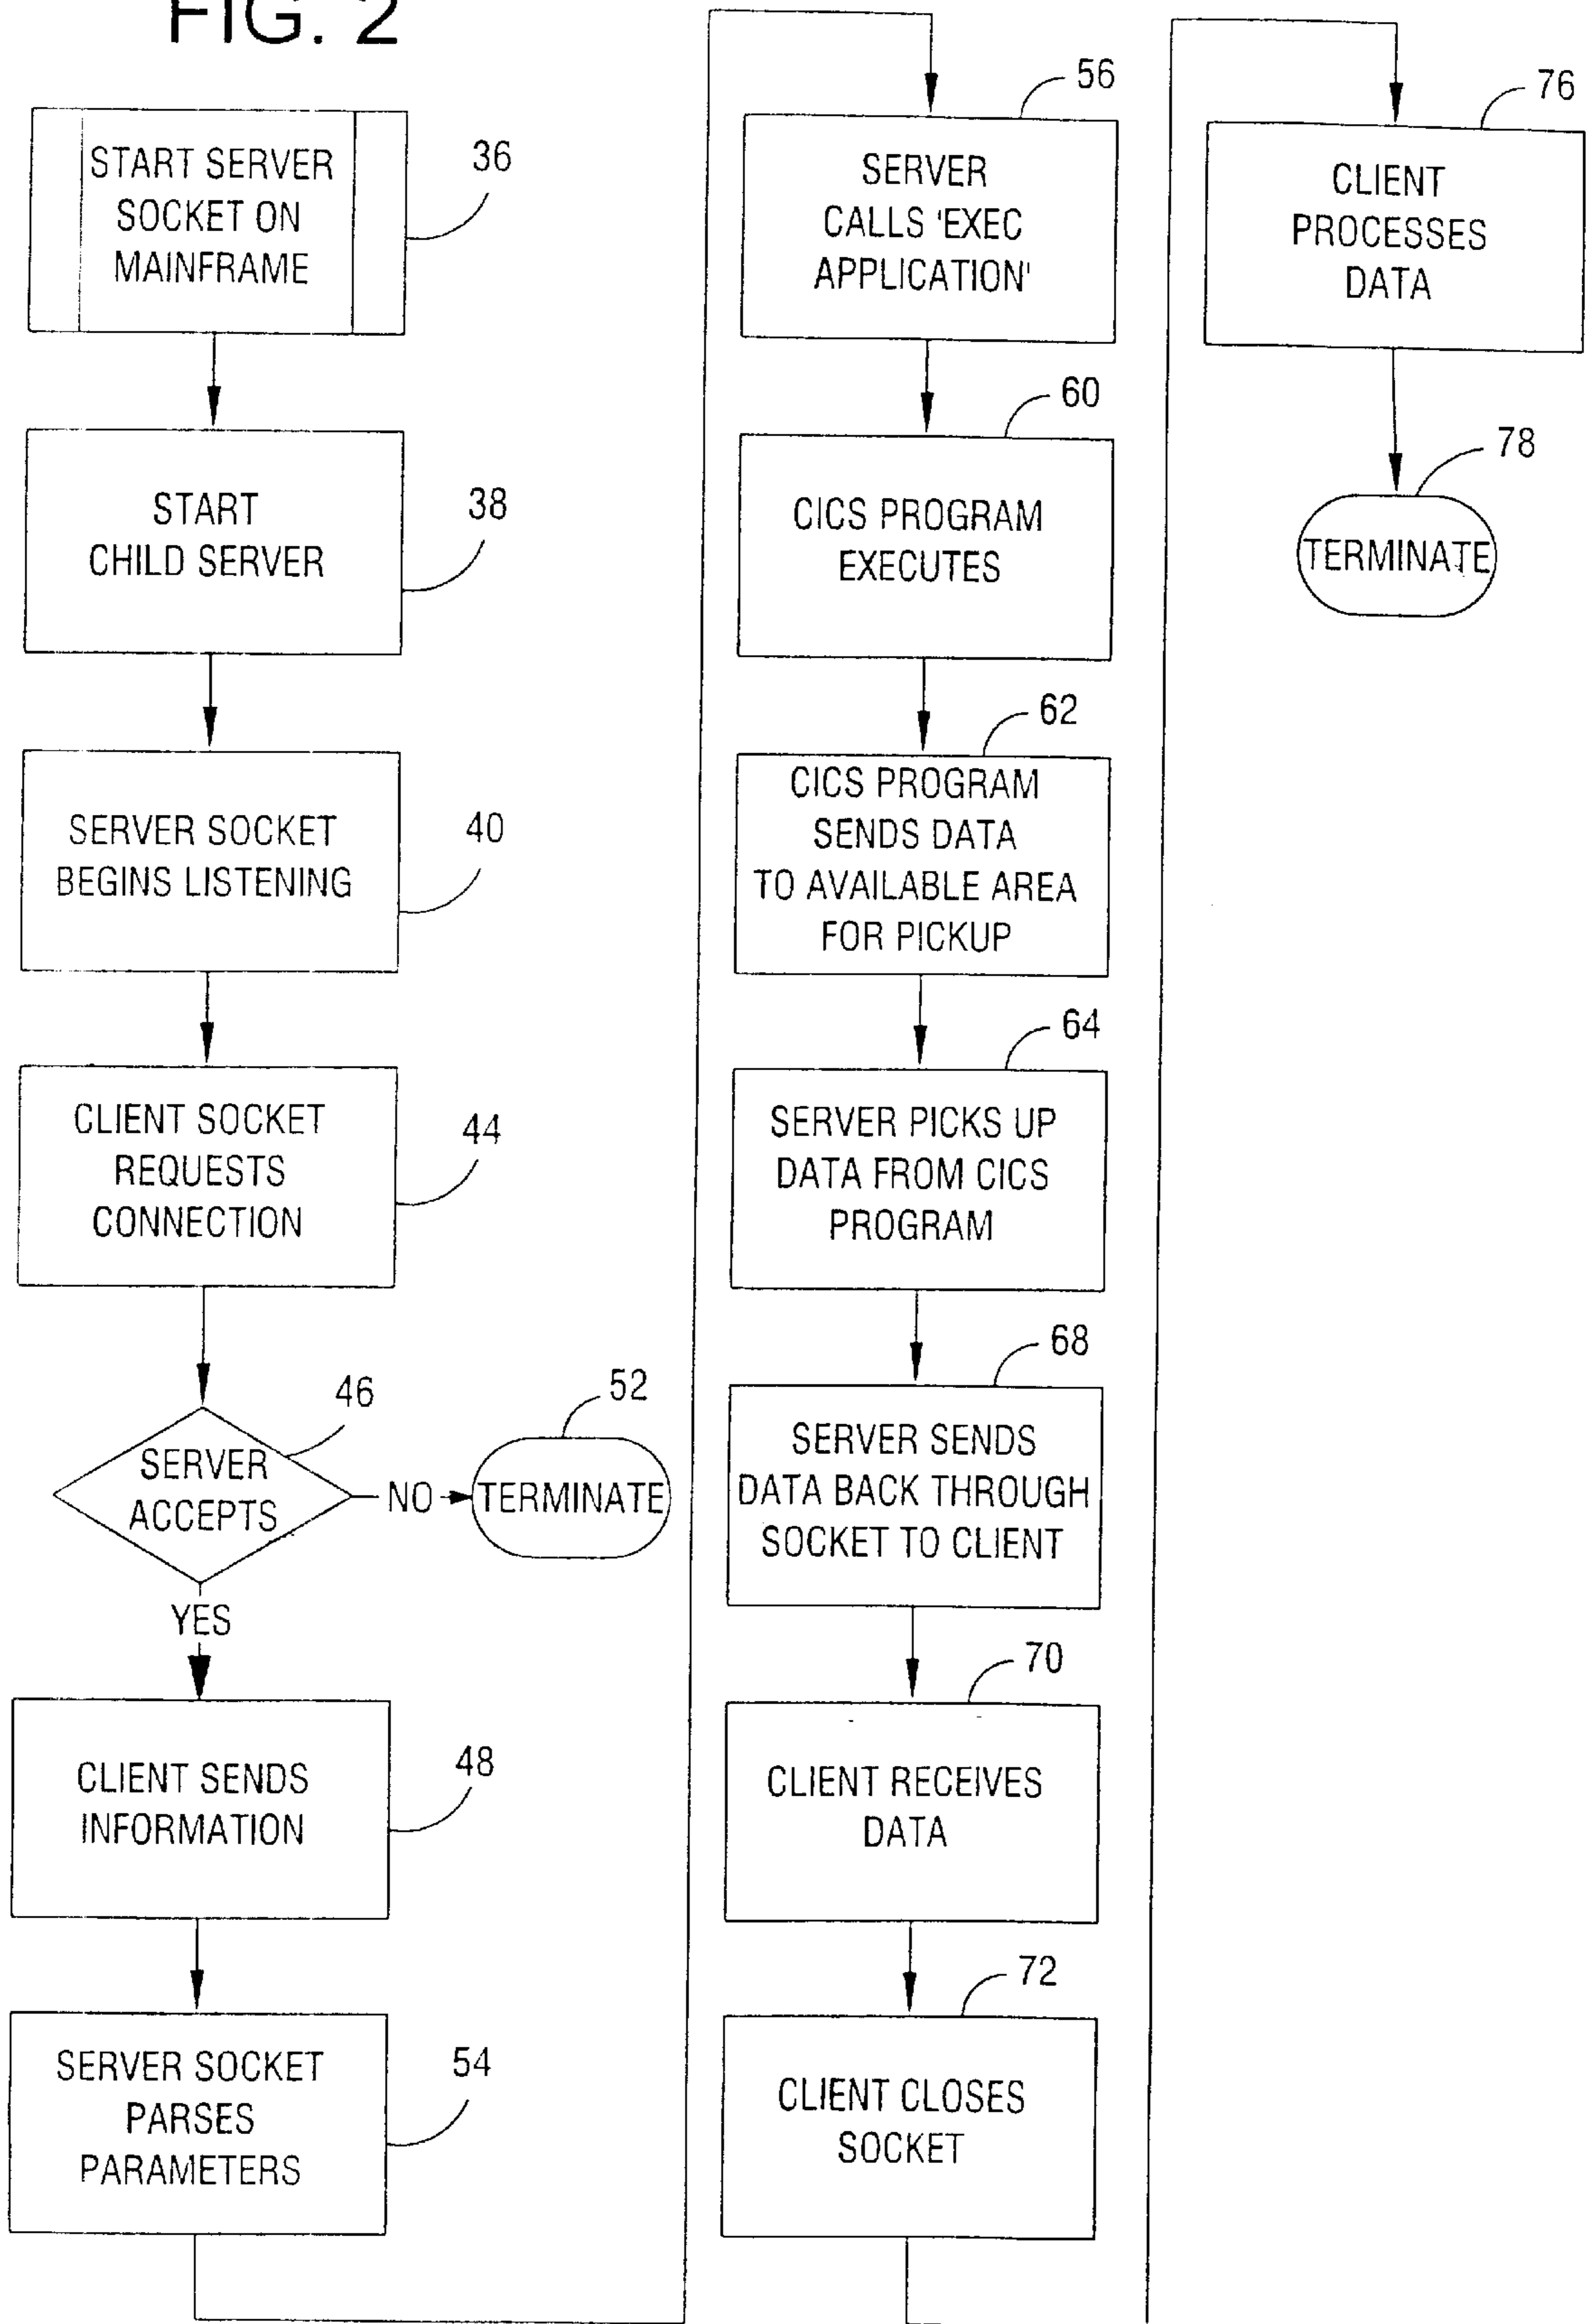 FIG. 2
START SERVER
SOCKET ON
MAINFRAME
36
START
CHILD SERVER
38
SERVER SOCKET
BEGINS LISTENING
40
CLIENT SOCKET
REQUESTS
CONNECTION
44
SERVER
ACCEPTS
46
NO
TERMINATE
52
YES
CLIENT SENDS
INFORMATION
48
SERVER SOCKET
PARSES
PARAMETERS
54
56
SERVER
CALLS 'EXEC
APPLICATION'
60
CICS PROGRAM
EXECUTES
62
CICS PROGRAM
SENDS DATA
TO AVAILABLE AREA
FOR PICKUP
64
SERVER PICKS UP
DATA FROM CICS
PROGRAM
68
SERVER SENDS
DATA BACK THROUGH
SOCKET TO CLIENT
70
CLIENT RECEIVES
DATA
72
CLIENT CLOSES
SOCKET
76
CLIENT
PROCESSES
DATA
78
TERMINATE